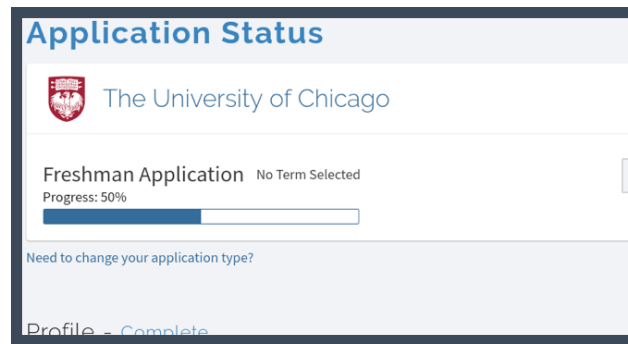 Application Status
The University of Chicago
Freshman Application No Term Selected
Progress: 50%
Need to change your application type?
Profile - Complete